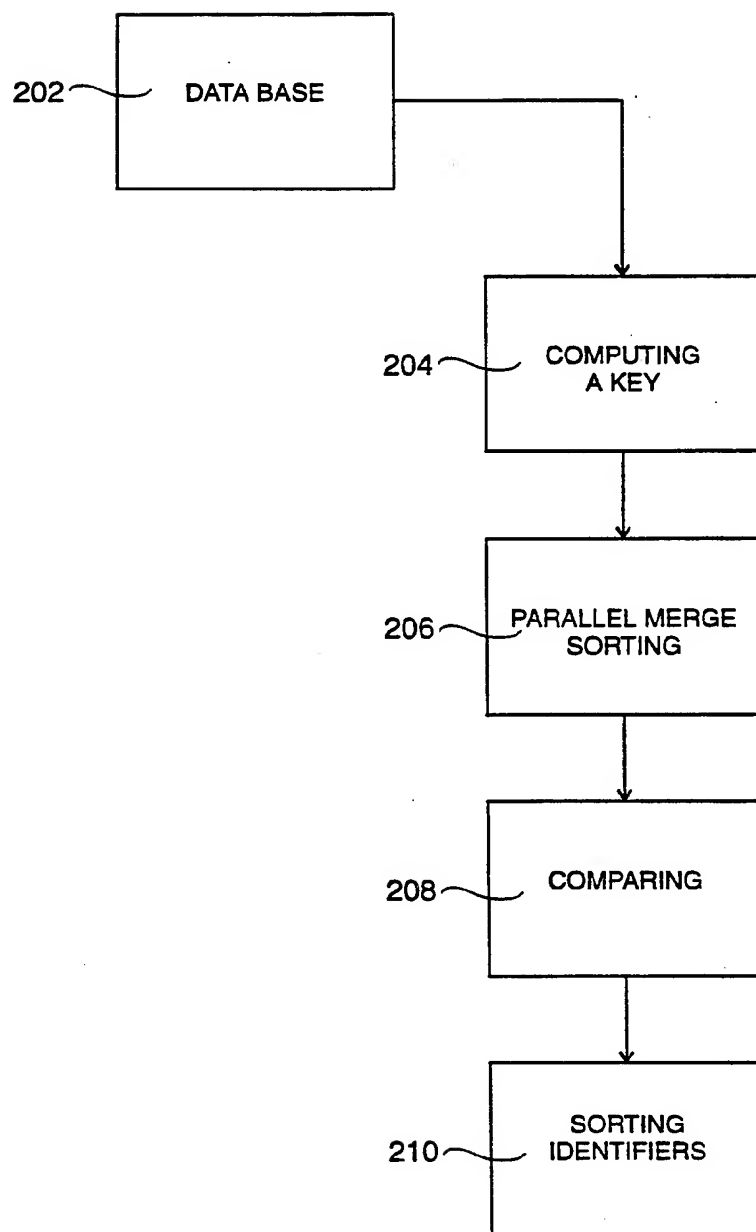 202
DATA BASE
204
COMPUTING
A KEY
206
PARALLEL MERGE
SORTING
208
COMPARING
210
SORTING
IDENTIFIERS